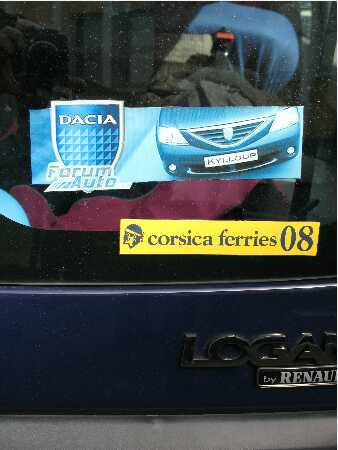 DACIA
Forum
Auto
KYLLOUP
corsica ferries 08
LOGAN
by RENAULT